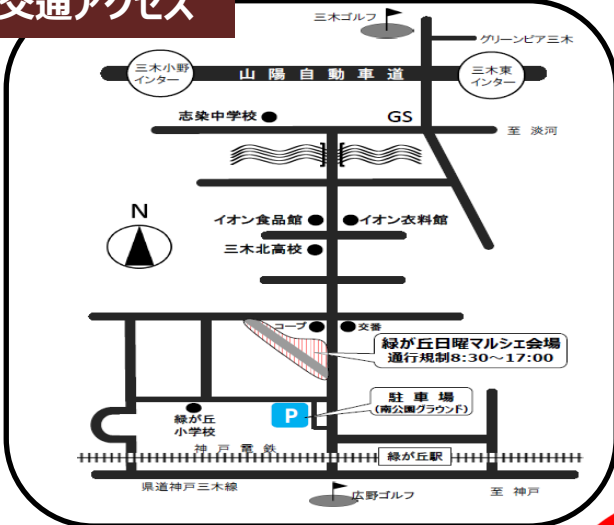 交通アクセス
三木ゴルフ
グリーンピア三木
三木小野
インター
山陽自動車道
三木東
インター
志染中学校
GS
至 淡河
N
イオン食品館
イオン衣料館
三木北高校
コープ
交番
緑が丘日曜マルシェ会場
通行規制8:30～17:00
駐車場
(南公園グラウンド)
P
緑が丘
小学校
神戸電鉄
緑が丘駅
県道神戸三木線
広野ゴルフ
至 神戸